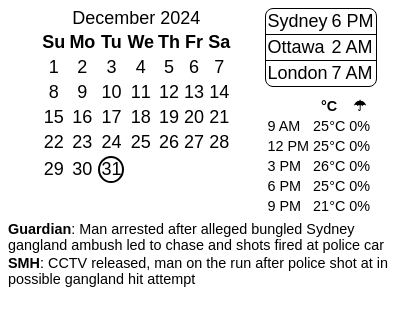 December 2024
Su Mo Tu We Th Fr Sa
1 2 3 4 5 6 7
8 9 10 11 12 13 14
15 16 17 18 19 20 21
22 23 24 25 26 27 28
29 30 31
Sydney 6 PM
Ottawa 2 AM
London 7 AM
°C ☂
9 AM 25°C 0%
12 PM 25°C 0%
3 PM 26°C 0%
6 PM 25°C 0%
9 PM 21°C 0%
Guardian: Man arrested after alleged bungled Sydney
gangland ambush led to chase and shots fired at police car
SMH: CCTV released, man on the run after police shot at in
possible gangland hit attempt